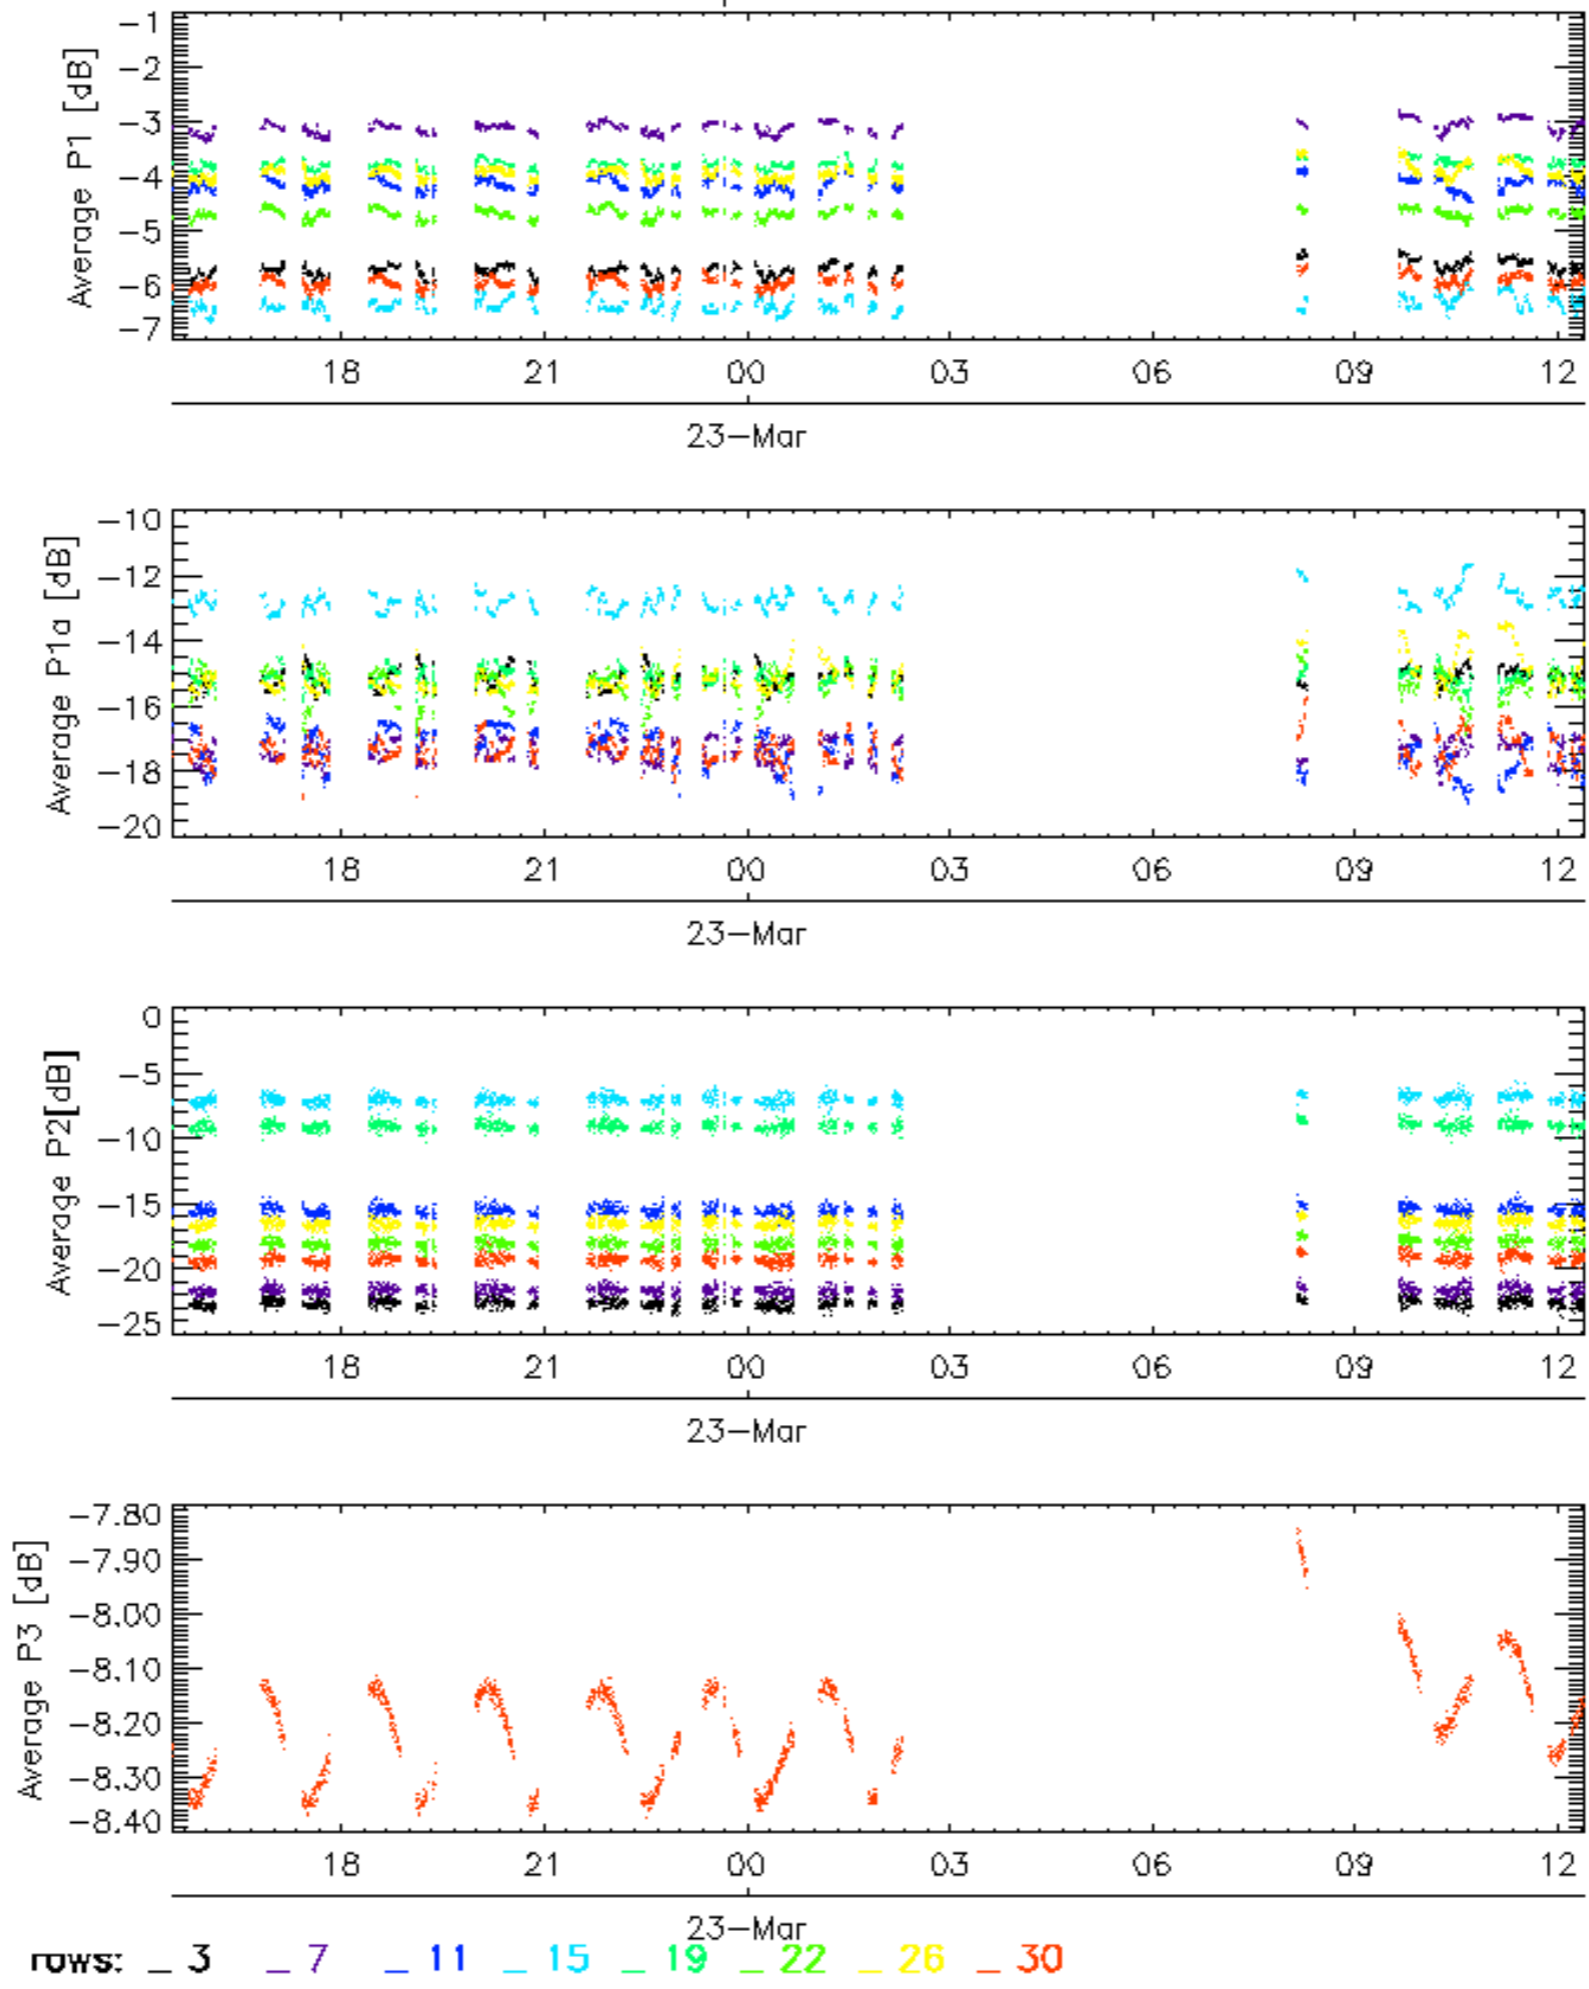 Average P1 [dB]
-1
-2
-3
-4
-5
-6
-7
18 21 00 03 06 09 12
23-Mar
Average P1a [dB]
-10
-12
-14
-16
-18
-20
18 21 00 03 06 09 12
23-Mar
Average P2[dB]
0
-5
-10
-15
-20
-25
18 21 00 03 06 09 12
23-Mar
Average P3 [dB]
-7.80
-7.90
-8.00
-8.10
-8.20
-8.30
-8.40
18 21 00 03 06 09 12
23-Mar
rows: _ 3 _ 7 _ 11 _ 15 _ 19 _ 22 _ 26 _ 30